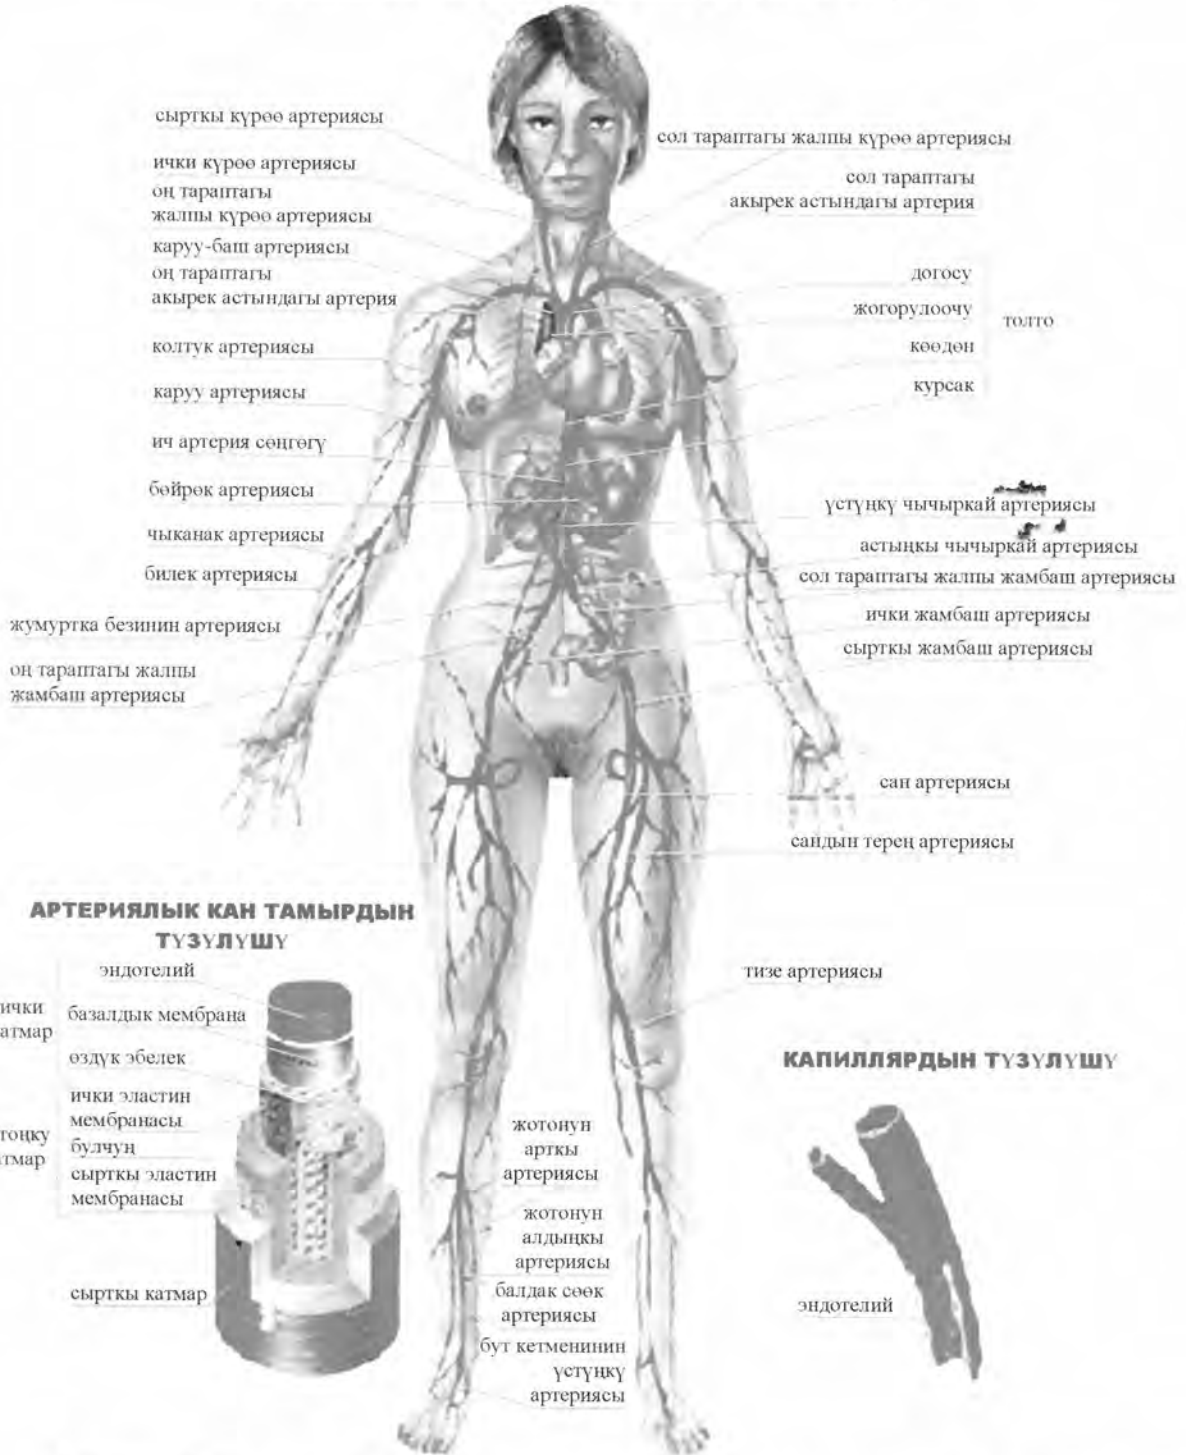 сырткы күрөө артериясы
ички күрөө артериясы
оң тараптагы
жалпы күрөө артериясы
каруу-баш артериясы
оң тараптагы
акырек астындагы артерия
колтук артериясы
каруу артериясы
ич артерия сөңгөгү
бөйрөк артериясы
чыканак артериясы
билек артериясы
жумуртка безинин артериясы
оң тараптагы жалпы
жамбаш артериясы
сол тараптагы жалпы күрөө артериясы
сол тараптагы
акырек астындагы артерия
догосу
жогорулоочу
толто
көөдөн
курсак
үстүңкү чычыркай артериясы
астыңкы чычыркай артериясы
сол тараптагы жалпы жамбаш артериясы
ички жамбаш артериясы
сырткы жамбаш артериясы
сан артериясы
сандын терең артериясы
тизе артериясы
АРТЕРИЯЛЫК КАН ТАМЫРДЫН
ТҮЗҮЛҮШҮ
эндотелий
ички
атмар
базалдык мембрана
өздүк эбелек
ички эластин
мембранасы
тоңку
тмар
булчуң
сырткы эластин
мембранасы
сырткы катмар
жотонун
арткы
артериясы
жотонун
алдыңкы
артериясы
балдак сөөк
артериясы
бут кетменинин
үстүңкү
артериясы
КАПИЛЛЯРДЫН ТҮЗҮЛҮШҮ
эндотелий